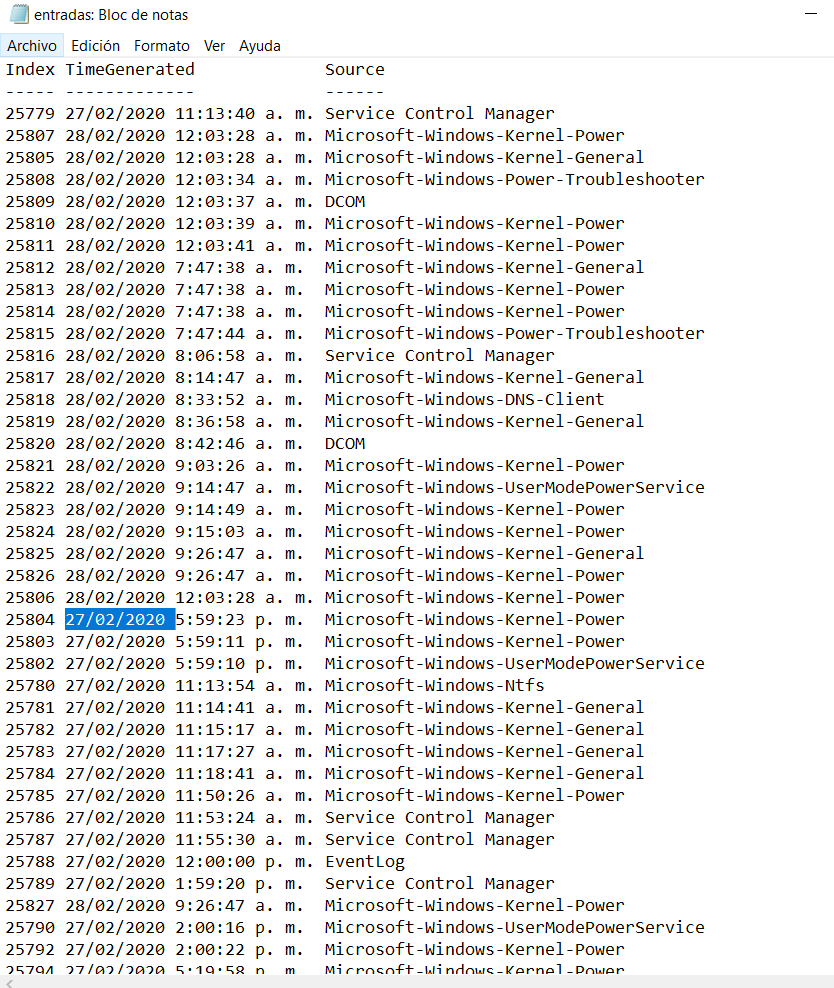 entradas: Bloc de notas
Archivo Edición Formato Ver Ayuda
Index TimeGenerated Source
----- ------------- ------
25779 27/02/2020 11:13:40 a. m. Service Control Manager
25807 28/02/2020 12:03:28 a. m. Microsoft-Windows-Kernel-Power
25805 28/02/2020 12:03:28 a. m. Microsoft-Windows-Kernel-General
25808 28/02/2020 12:03:34 a. m. Microsoft-Windows-Power-Troubleshooter
25809 28/02/2020 12:03:37 a. m. DCOM
25810 28/02/2020 12:03:39 a. m. Microsoft-Windows-Kernel-Power
25811 28/02/2020 12:03:41 a. m. Microsoft-Windows-Kernel-Power
25812 28/02/2020 7:47:38 a. m. Microsoft-Windows-Kernel-General
25813 28/02/2020 7:47:38 a. m. Microsoft-Windows-Kernel-Power
25814 28/02/2020 7:47:38 a. m. Microsoft-Windows-Kernel-Power
25815 28/02/2020 7:47:44 a. m. Microsoft-Windows-Power-Troubleshooter
25816 28/02/2020 8:06:58 a. m. Service Control Manager
25817 28/02/2020 8:14:47 a. m. Microsoft-Windows-Kernel-General
25818 28/02/2020 8:33:52 a. m. Microsoft-Windows-DNS-Client
25819 28/02/2020 8:36:58 a. m. Microsoft-Windows-Kernel-General
25820 28/02/2020 8:42:46 a. m. DCOM
25821 28/02/2020 9:03:26 a. m. Microsoft-Windows-Kernel-Power
25822 28/02/2020 9:14:47 a. m. Microsoft-Windows-UserModePowerService
25823 28/02/2020 9:14:49 a. m. Microsoft-Windows-Kernel-Power
25824 28/02/2020 9:15:03 a. m. Microsoft-Windows-Kernel-Power
25825 28/02/2020 9:26:47 a. m. Microsoft-Windows-Kernel-General
25826 28/02/2020 9:26:47 a. m. Microsoft-Windows-Kernel-Power
25806 28/02/2020 12:03:28 a. m. Microsoft-Windows-Kernel-Power
25804 27/02/2020 5:59:23 p. m. Microsoft-Windows-Kernel-Power
25803 27/02/2020 5:59:11 p. m. Microsoft-Windows-Kernel-Power
25802 27/02/2020 5:59:10 p. m. Microsoft-Windows-UserModePowerService
25780 27/02/2020 11:13:54 a. m. Microsoft-Windows-Ntfs
25781 27/02/2020 11:14:41 a. m. Microsoft-Windows-Kernel-General
25782 27/02/2020 11:15:17 a. m. Microsoft-Windows-Kernel-General
25783 27/02/2020 11:17:27 a. m. Microsoft-Windows-Kernel-General
25784 27/02/2020 11:18:41 a. m. Microsoft-Windows-Kernel-General
25785 27/02/2020 11:50:26 a. m. Microsoft-Windows-Kernel-Power
25786 27/02/2020 11:53:24 a. m. Service Control Manager
25787 27/02/2020 11:55:30 a. m. Service Control Manager
25788 27/02/2020 12:00:00 p. m. EventLog
25789 27/02/2020 1:59:20 p. m. Service Control Manager
25827 28/02/2020 9:26:47 a. m. Microsoft-Windows-Kernel-Power
25790 27/02/2020 2:00:16 p. m. Microsoft-Windows-UserModePowerService
25792 27/02/2020 2:00:22 p. m. Microsoft-Windows-Kernel-Power
25794 27/02/2020 5:19:58 p. m. Microsoft-Windows-Kernel-Power